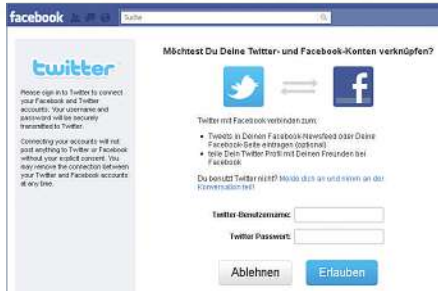 facebook
Suche
twitter
Please sign in to Twitter to connect
your Facebook and Twitter
accounts. Your username and
password will be securely
transmitted to Twitter.
Connecting your accounts will not
post anything to Twitter or Facebook
without your explicit consent. You
may remove the connection between
your Twitter and Facebook accounts
at any time.
Möchtest Du Deine Twitter- und Facebook-Konten verknüpfen?
Twitter mit Facebook verbinden zum:
• Tweets in Deinen Facebook-Newsfeed oder Deine
Facebook-Seite eintragen (optional)
• teile Dein Twitter Profil mit Deinen Freunden bei
Facebook
Du benutzt Twitter nicht? Melde dich an und nimm an der
Konversation teil!
Twitter-Benutzername:
Twitter Passwort:
Ablehnen
Erlauben